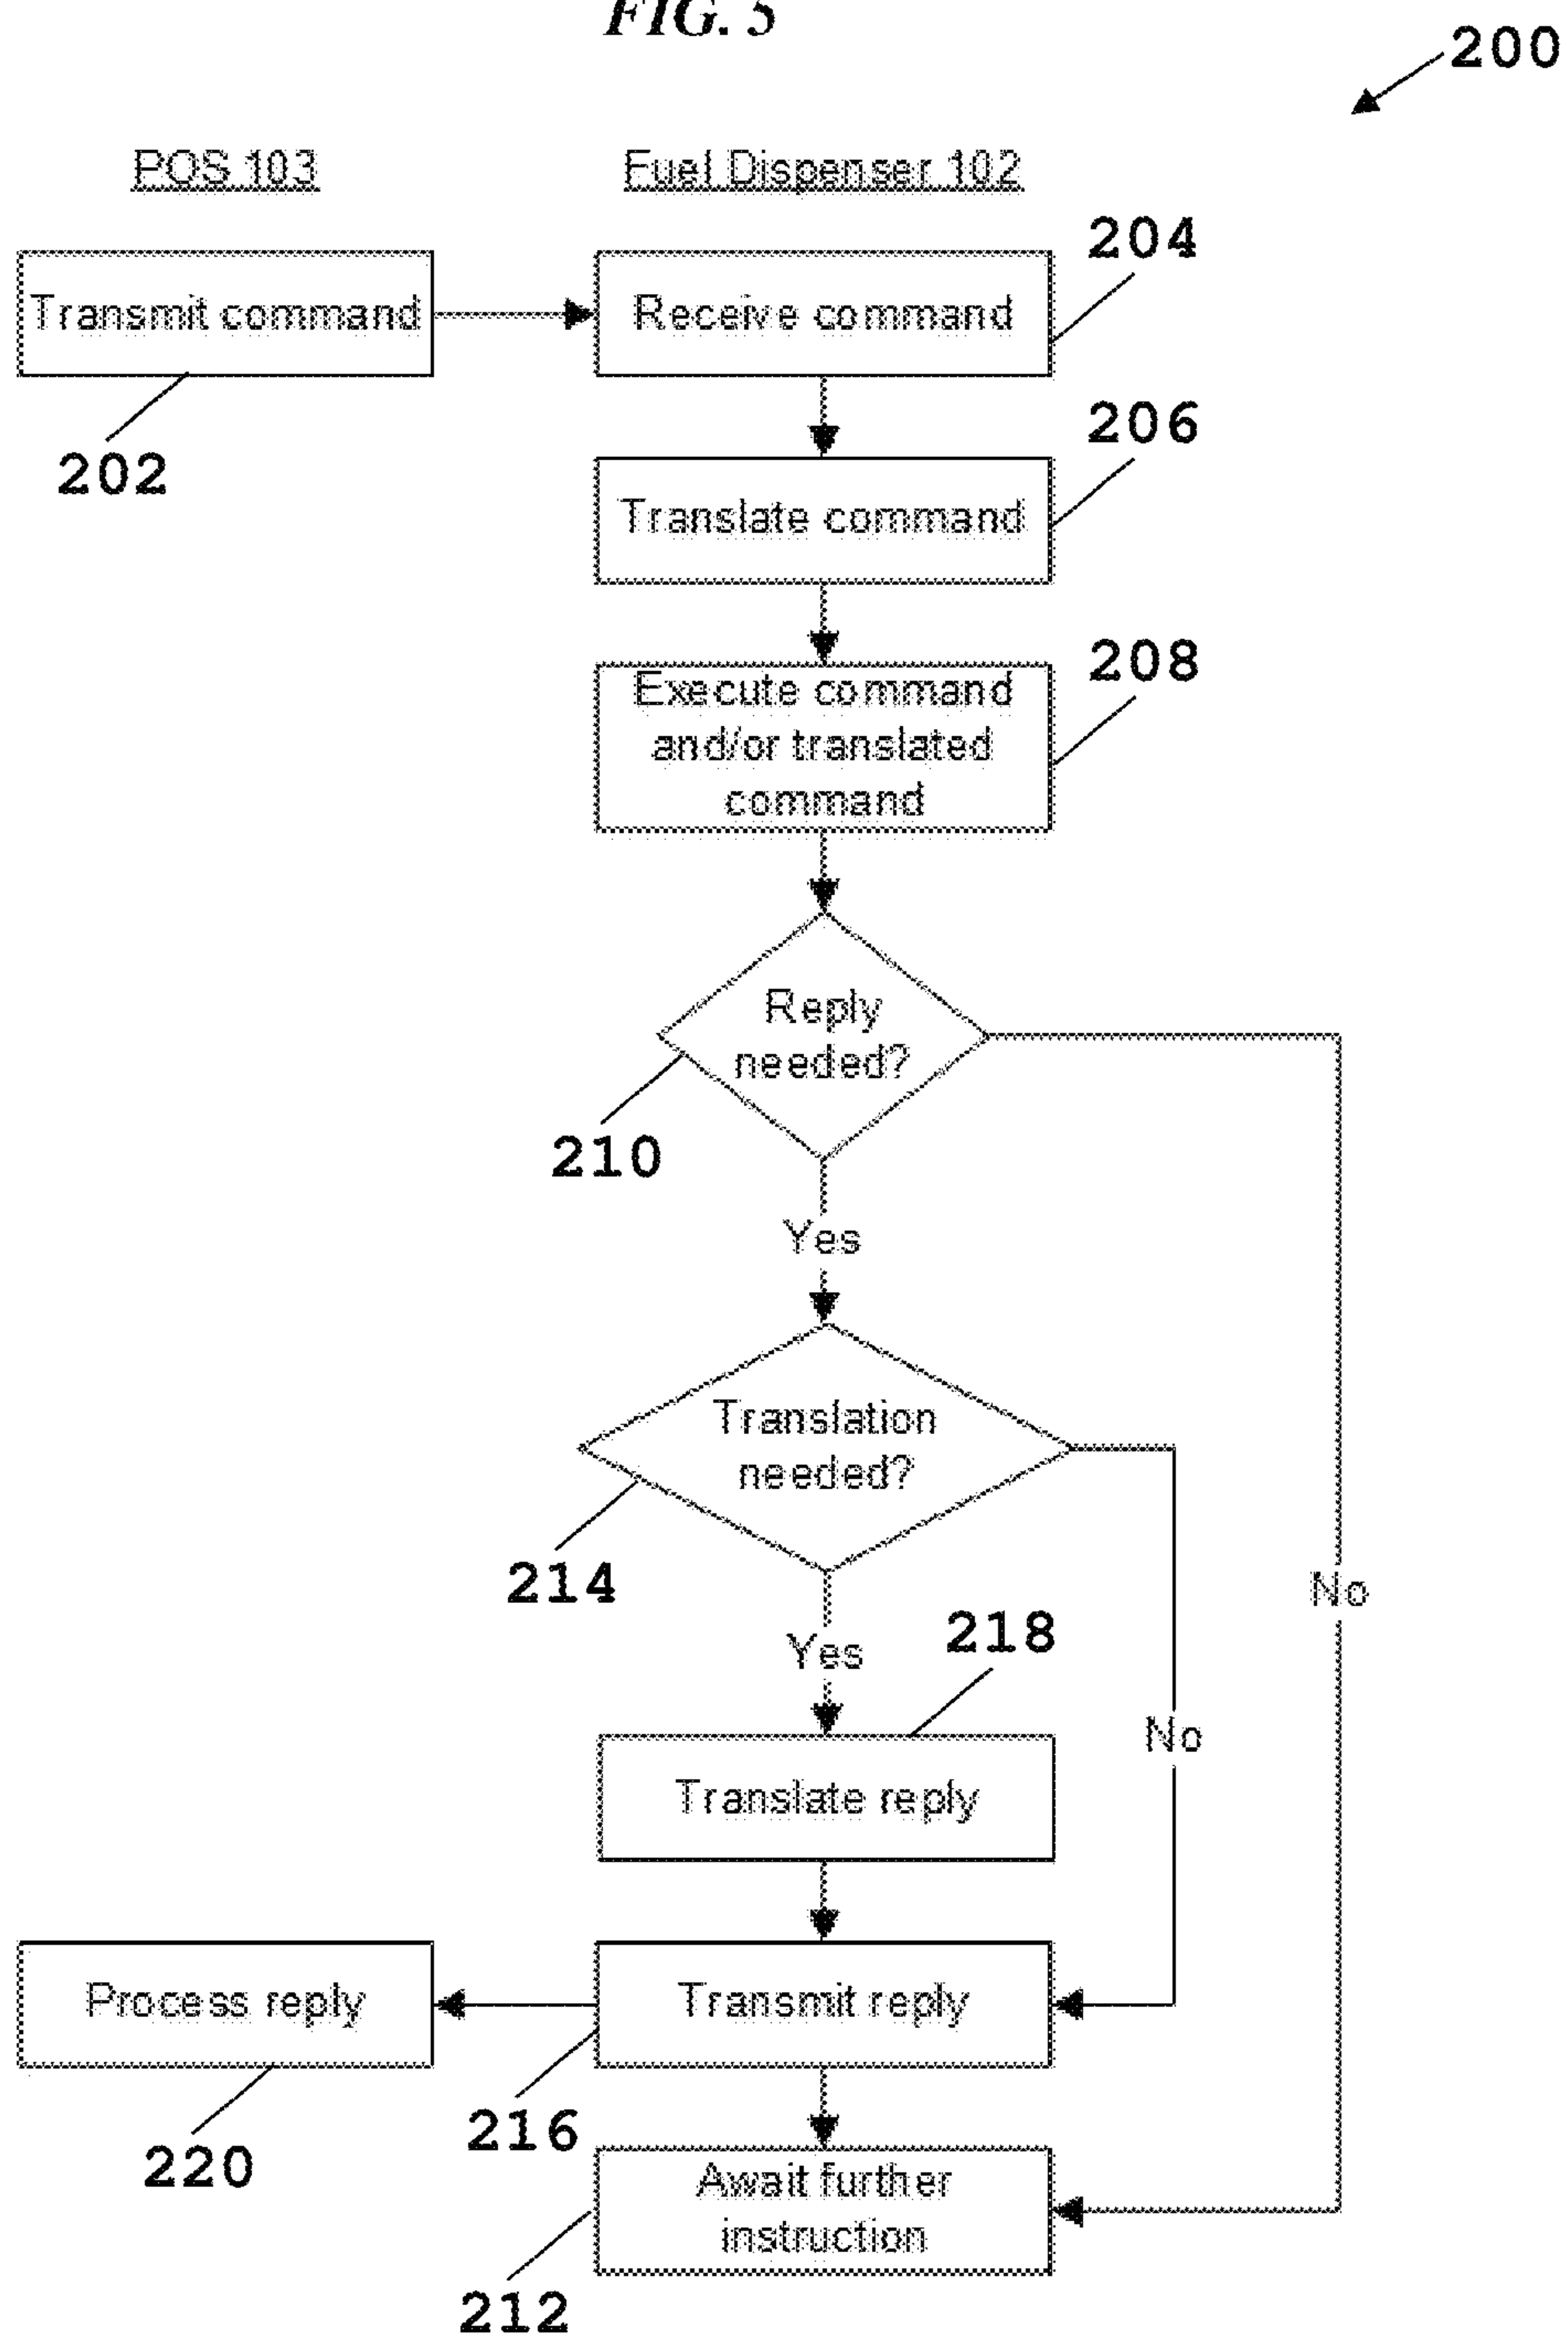 FIG. 5
200
POS 103
Fuel Dispenser 102
204
Transmit command
Receive command
202
206
Translate command
208
Execute command
and/or translated
command
Reply
needed?
210
Yes
Translation
needed?
214
No
Yes
218
No
Translate reply
Process reply
Transmit reply
216
220
Await further
instruction
212